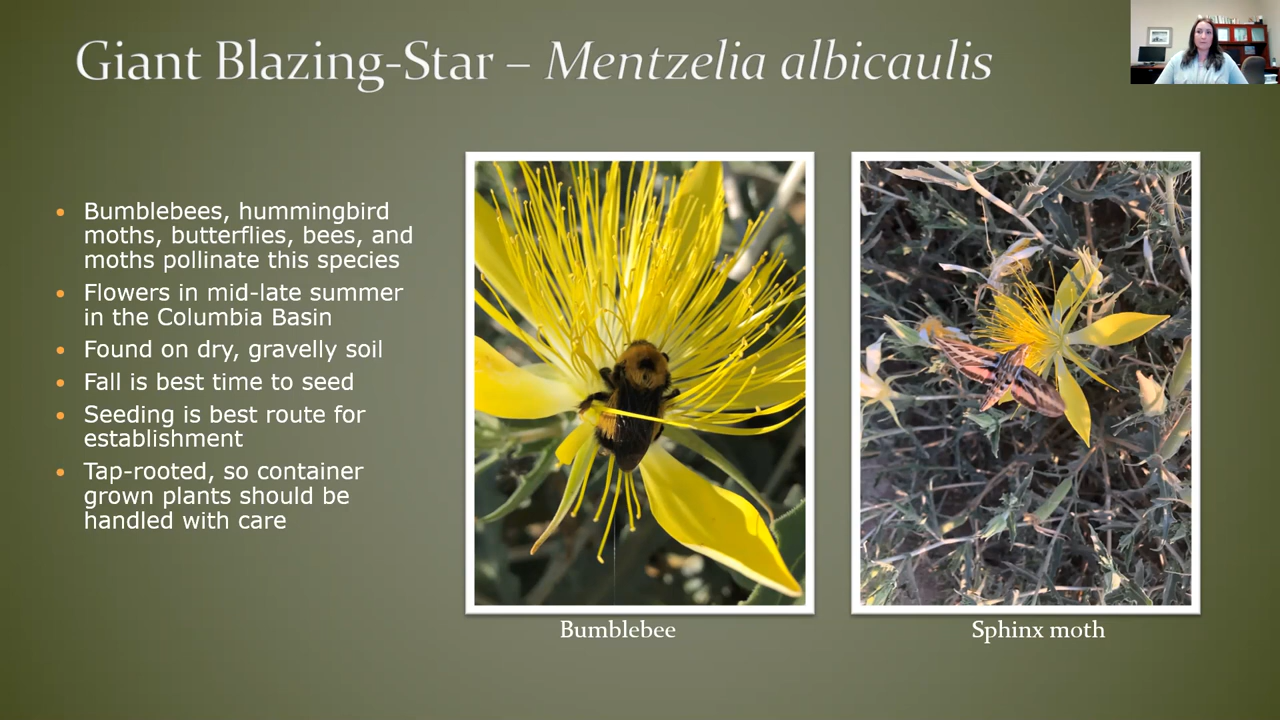 Giant Blazing-Star – Mentzelia albicaulis
• Bumblebees, hummingbird
moths, butterflies, bees, and
moths pollinate this species
• Flowers in mid-late summer
in the Columbia Basin
• Found on dry, gravelly soil
• Fall is best time to seed
• Seeding is best route for
establishment
• Tap-rooted, so container
grown plants should be
handled with care
Bumblebee
Sphinx moth